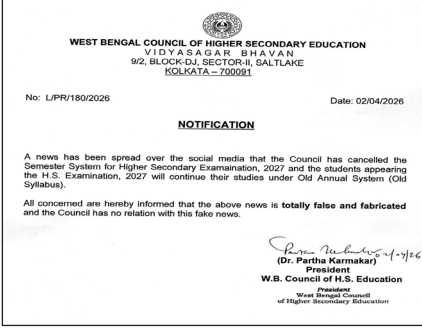 WEST BENGAL COUNCIL OF HIGHER SECONDARY EDUCATION
VIDYASAGAR BHAVAN
9/2, BLOCK-DJ, SECTOR-II, SALTLAKE
KOLKATA – 700091
No: L/PR/180/2026
Date: 02/04/2026
NOTIFICATION
A news has been spread over the social media that the Council has cancelled the
Semester System for Higher Secondary Examaination, 2027 and the students appearing
the H.S. Examination, 2027 will continue their studies under Old Annual System (Old
Syllabus).
All concerned are hereby informed that the above news is totally false and fabricated
and the Council has no relation with this fake news.
02/04/26
(Dr. Partha Karmakar)
President
W.B. Council of H.S. Education
President
West Bengal Council
of Higher Secondary Education